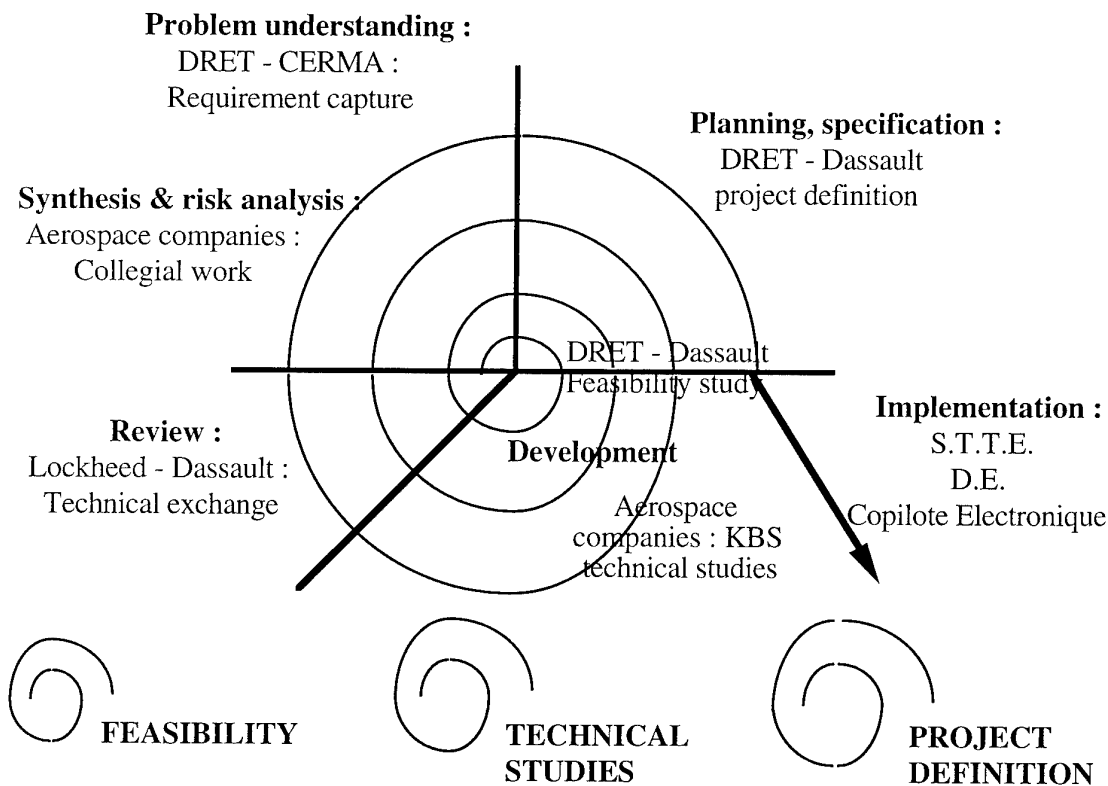 Problem understanding :
DRET - CERMA :
Requirement capture
Planning, specification :
DRET - Dassault
project definition
Synthesis & risk analysis :
Aerospace companies :
Collegial work
DRET - Dassault
Feasibility study
Implementation :
S.T.T.E.
D.E.
Copilote Electronique
Review :
Lockheed - Dassault :
Technical exchange
Development
Aerospace
companies : KBS
technical studies
FEASIBILITY
TECHNICAL
STUDIES
PROJECT
DEFINITION